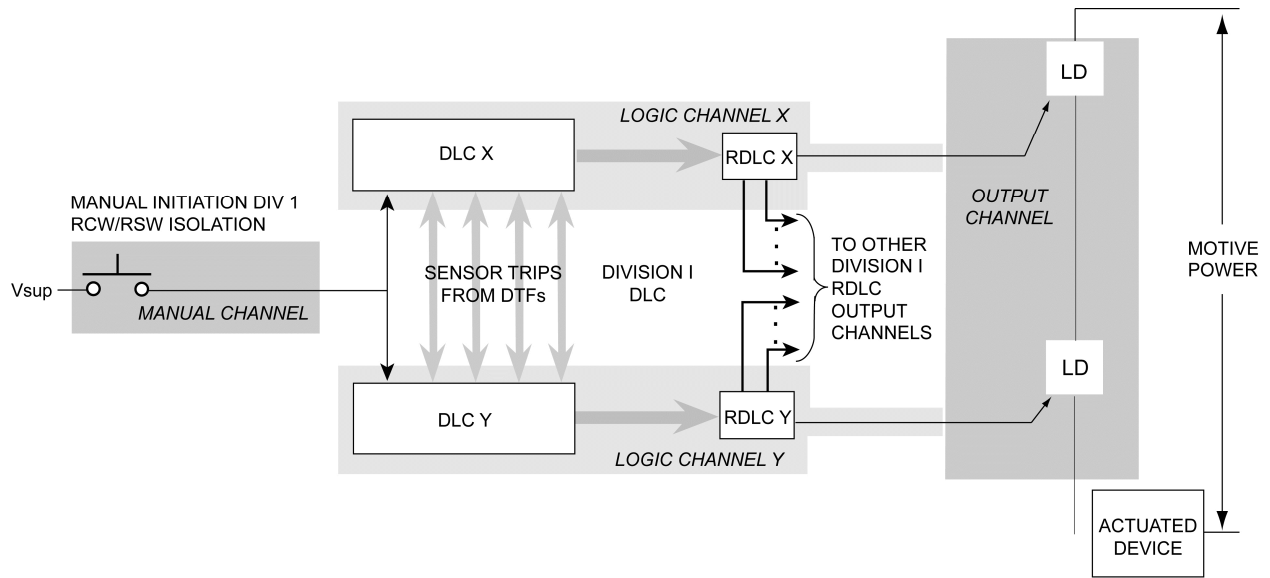 MANUAL INITIATION DIV 1
RCW/RSW ISOLATION
Vsup
MANUAL CHANNEL
LOGIC CHANNEL X
DLC X
RDLC X
SENSOR TRIPS
FROM DTFs
DIVISION I
DLC
TO OTHER
DIVISION I
RDLC
OUTPUT
CHANNELS
DLC Y
RDLC Y
LOGIC CHANNEL Y
LD
OUTPUT
CHANNEL
LD
MOTIVE
POWER
ACTUATED
DEVICE